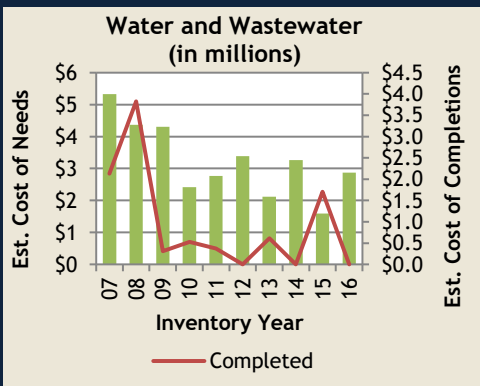 Water and Wastewater
(in millions)
Est. Cost of Needs
$6
$5
$4
$3
$2
$1
$0
$4.5
$4.0
$3.5
$3.0
$2.5
$2.0
$1.5
$1.0
$0.5
$0.0
Est. Cost of Completions
07 08 09 10 11 12 13 14 15 16
Inventory Year
Completed